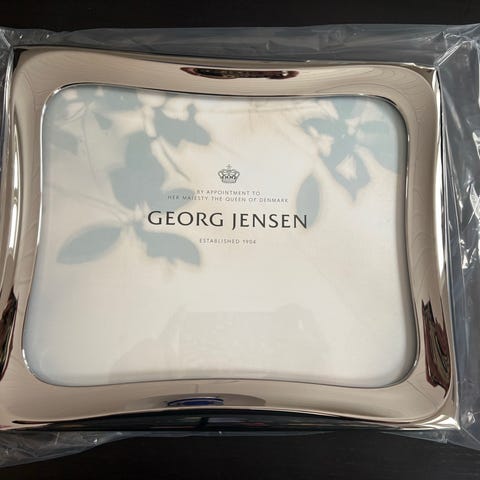 BY APPOINTMENT TO
HER MAJESTY THE QUEEN OF DENMARK
GEORG JENSEN
ESTABLISHED 1904